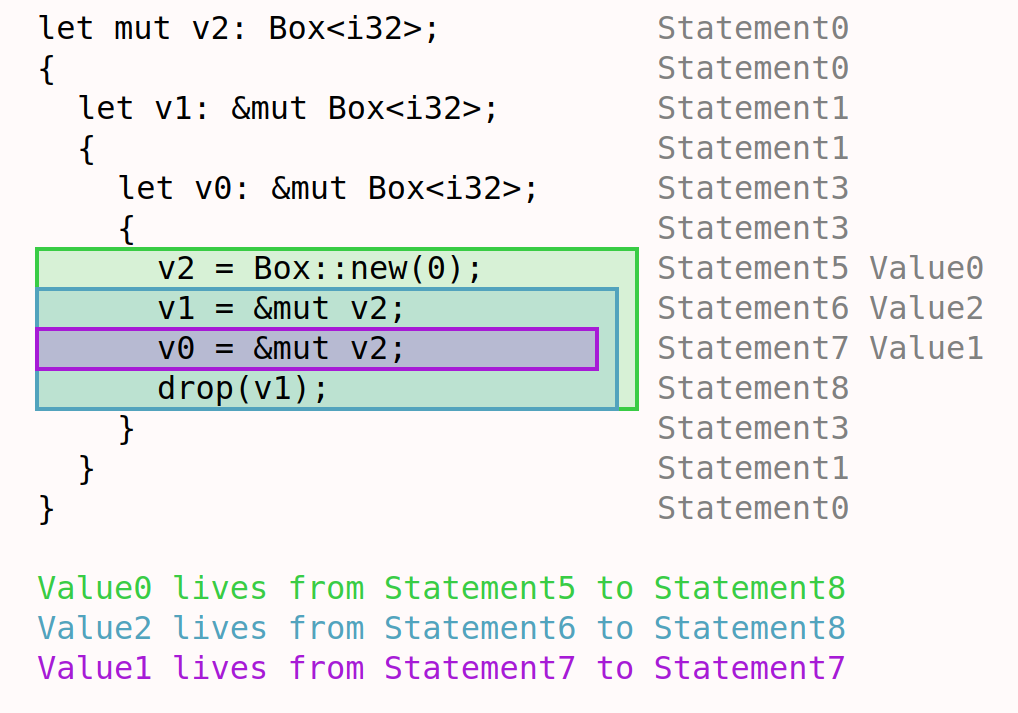 let mut v2: Box<i32>; Statement0
{ Statement0
let v1: &mut Box<i32>; Statement1
{ Statement1
let v0: &mut Box<i32>; Statement3
{ Statement3
v2 = Box::new(0); Statement5 Value0
v1 = &mut v2; Statement6 Value2
v0 = &mut v2; Statement7 Value1
drop(v1); Statement8
} Statement3
} Statement1
} Statement0
Value0 lives from Statement5 to Statement8
Value2 lives from Statement6 to Statement8
Value1 lives from Statement7 to Statement7